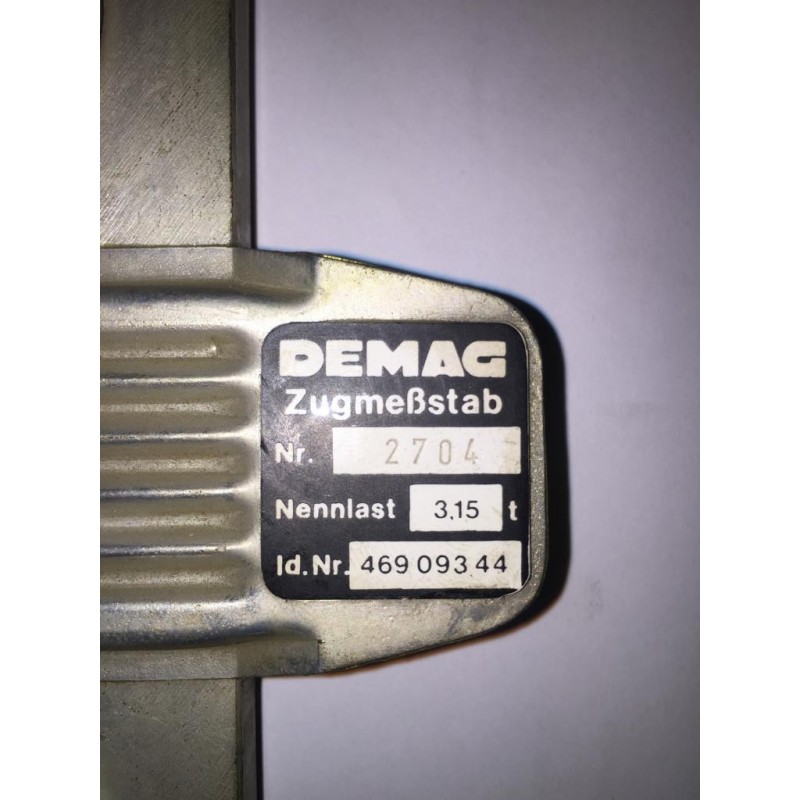 DEMAG
Zugmeßstab
Nr. 2704
Nennlast 3,15 t
Id.Nr. 469 093 44